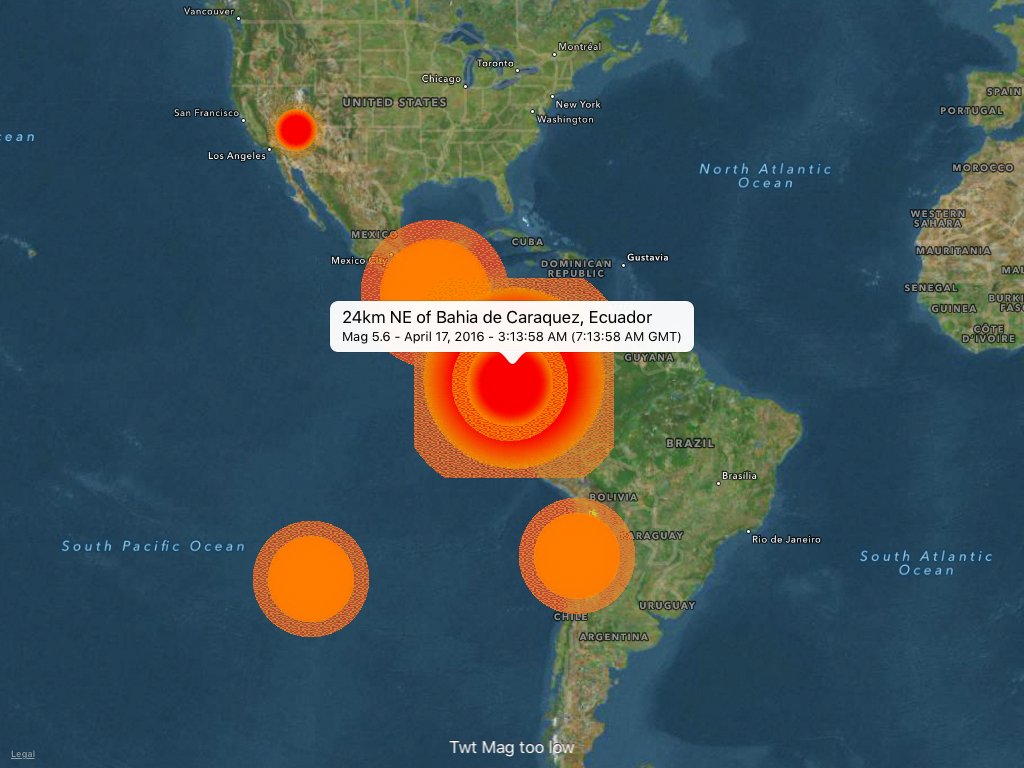 Vancouver
Montréal
Toronto
Chicago
SPAIN
UNITED STATES
New York
PORTUGAL
San Francisco
Washington
ean
Los Angeles
North Atlantic
Ocean
MOROCCO
WESTERN
SAHARA
MEXICO
CUBA
MAURITANIA
Mexico City
DOMINICAN
REPUBLIC
Gustavia
MAL
SENEGAL
BURKI
FAS
GUINEA
24km NE of Bahia de Caraquez, Ecuador
Mag 5.6 - April 17, 2016 - 3:13:58 AM (7:13:58 AM GMT)
CÔTE
D'IVOIRE
GUYANA
BRAZIL
Brasília
BOLIVIA
ARAGUAY
Rio de Janeiro
South Pacific Ocean
South Atlantic
Ocean
URUGUAY
CHILE
ARGENTINA
Twt Mag too low
Legal